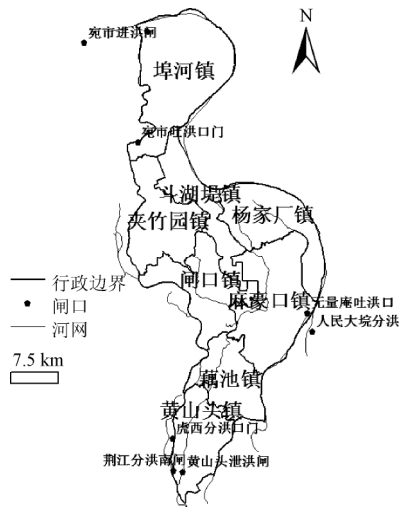 宛市进洪闸
N
埠河镇
宛市旺洪口门
斗湖堤镇
夹竹园镇
杨家厂镇
闸口镇
麻豪口镇
无量庵吐洪口
人民大垸分洪
行政边界
闸口
河网
7.5 km
藕池镇
黄山头镇
虎西分洪口门
荆江分洪南闸
黄山头泄洪闸